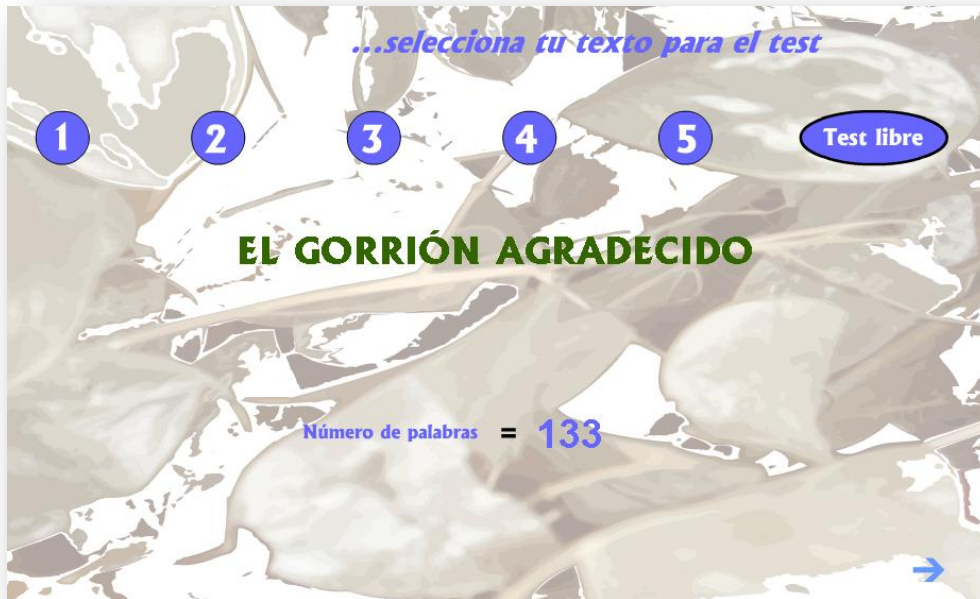 ...selecciona tu texto para el test
1 2 3 4 5 Test libre
EL GORRIÓN AGRADECIDO
Número de palabras = 133